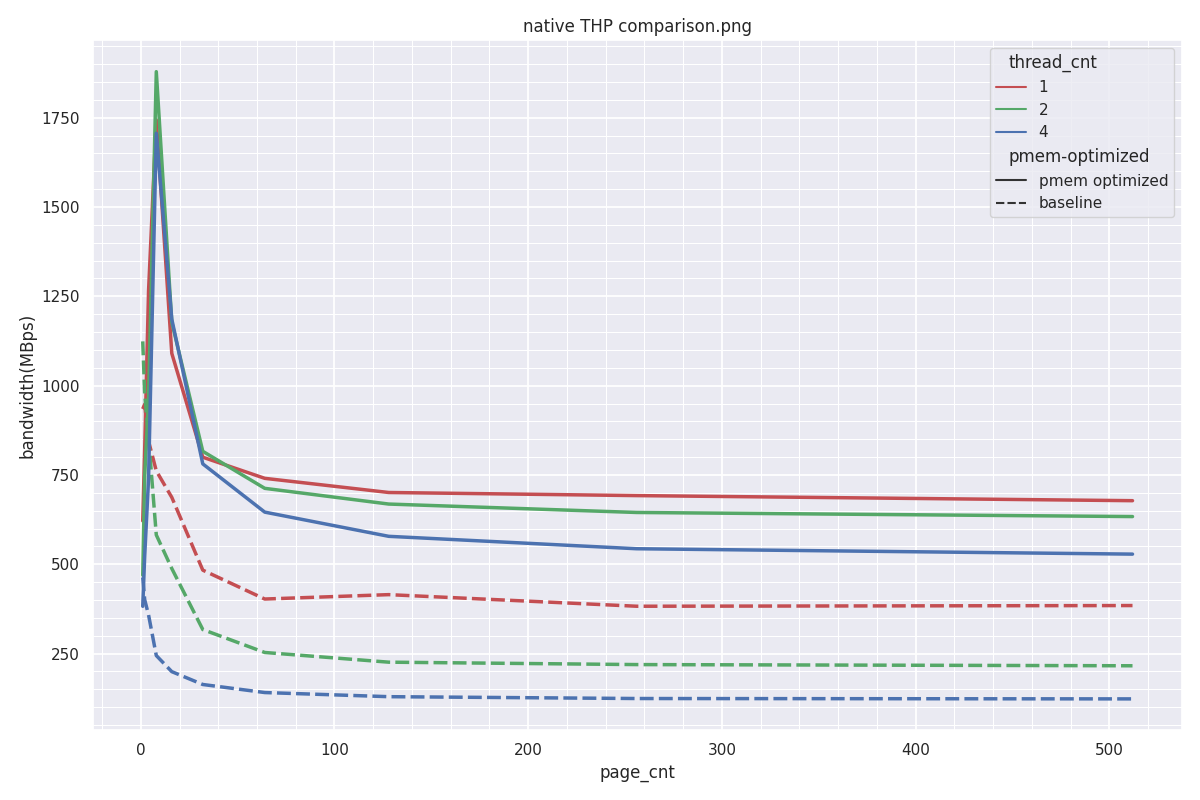 native THP comparison.png
thread_cnt
1
2
4
pmem-optimized
pmem optimized
baseline
bandwidth(MBps)
1750
1500
1250
1000
750
500
250
0
100
200
300
400
500
page_cnt